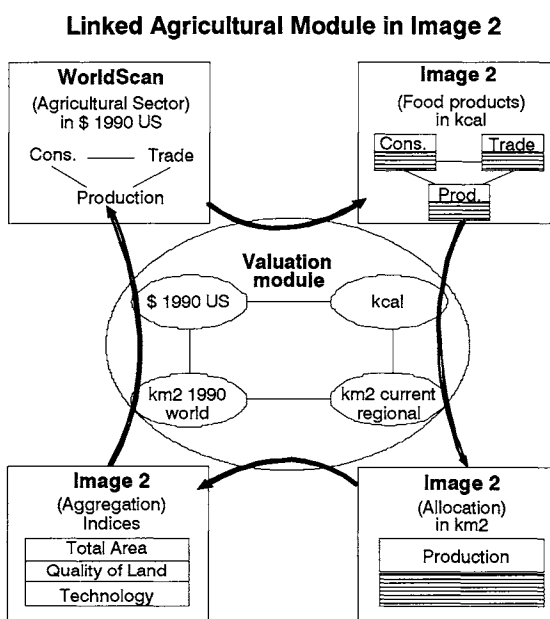 Linked Agricultural Module in Image 2
WorldScan
(Agricultural Sector)
in $ 1990 US
Cons.
Trade
Production
Image 2
(Food products)
in kcal
Cons.
Trade
Prod.
Valuation
module
$ 1990 US
kcal
km2 1990
world
km2 current
regional
Image 2
(Aggregation)
Indices
Total Area
Quality of Land
Technology
Image 2
(Allocation)
in km2
Production